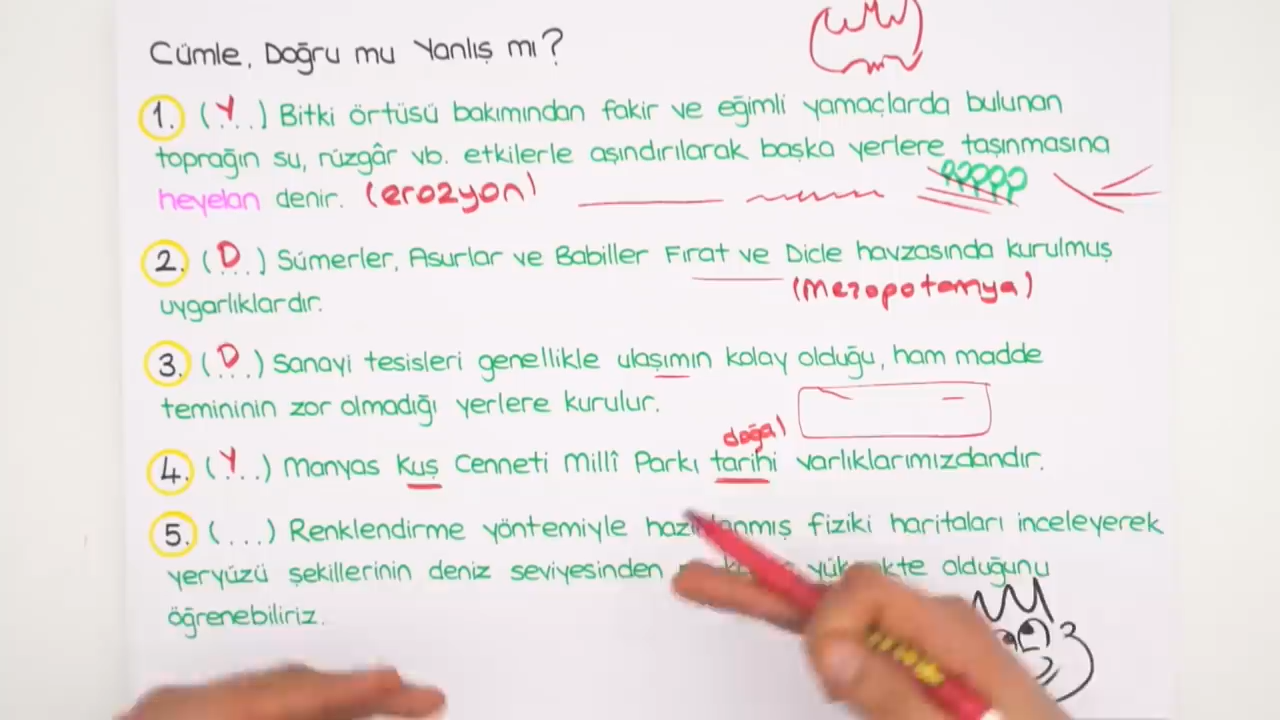 Cümle, Doğru mu Yanlış mı?
1. (.Y.) Bitki örtüsü bakımından fakir ve eğimli yamaçlarda bulunan
toprağın su, rüzgâr vb. etkilerle aşındırılarak başka yerlere taşınmasına
heyelan denir. (erozyon)
2. (.D.) Sümerler, Asurlar ve Babiller Fırat ve Dicle havzasında kurulmuş
(mezopotamya)
uygarlıklardır.
3. (.D.) Sanayi tesisleri genellikle ulaşımın kolay olduğu, ham madde
temininin zor olmadığı yerlere kurulur.
doğal
4. (.Y.) Manyas Kuş Cenneti Millî Parkı tarihi varlıklarımızdandır.
5. (...) Renklendirme yöntemiyle fiziki haritaları inceleyerek
yeryüzü şekillerinin deniz seviyesinden olduğunu
öğrenebiliriz.